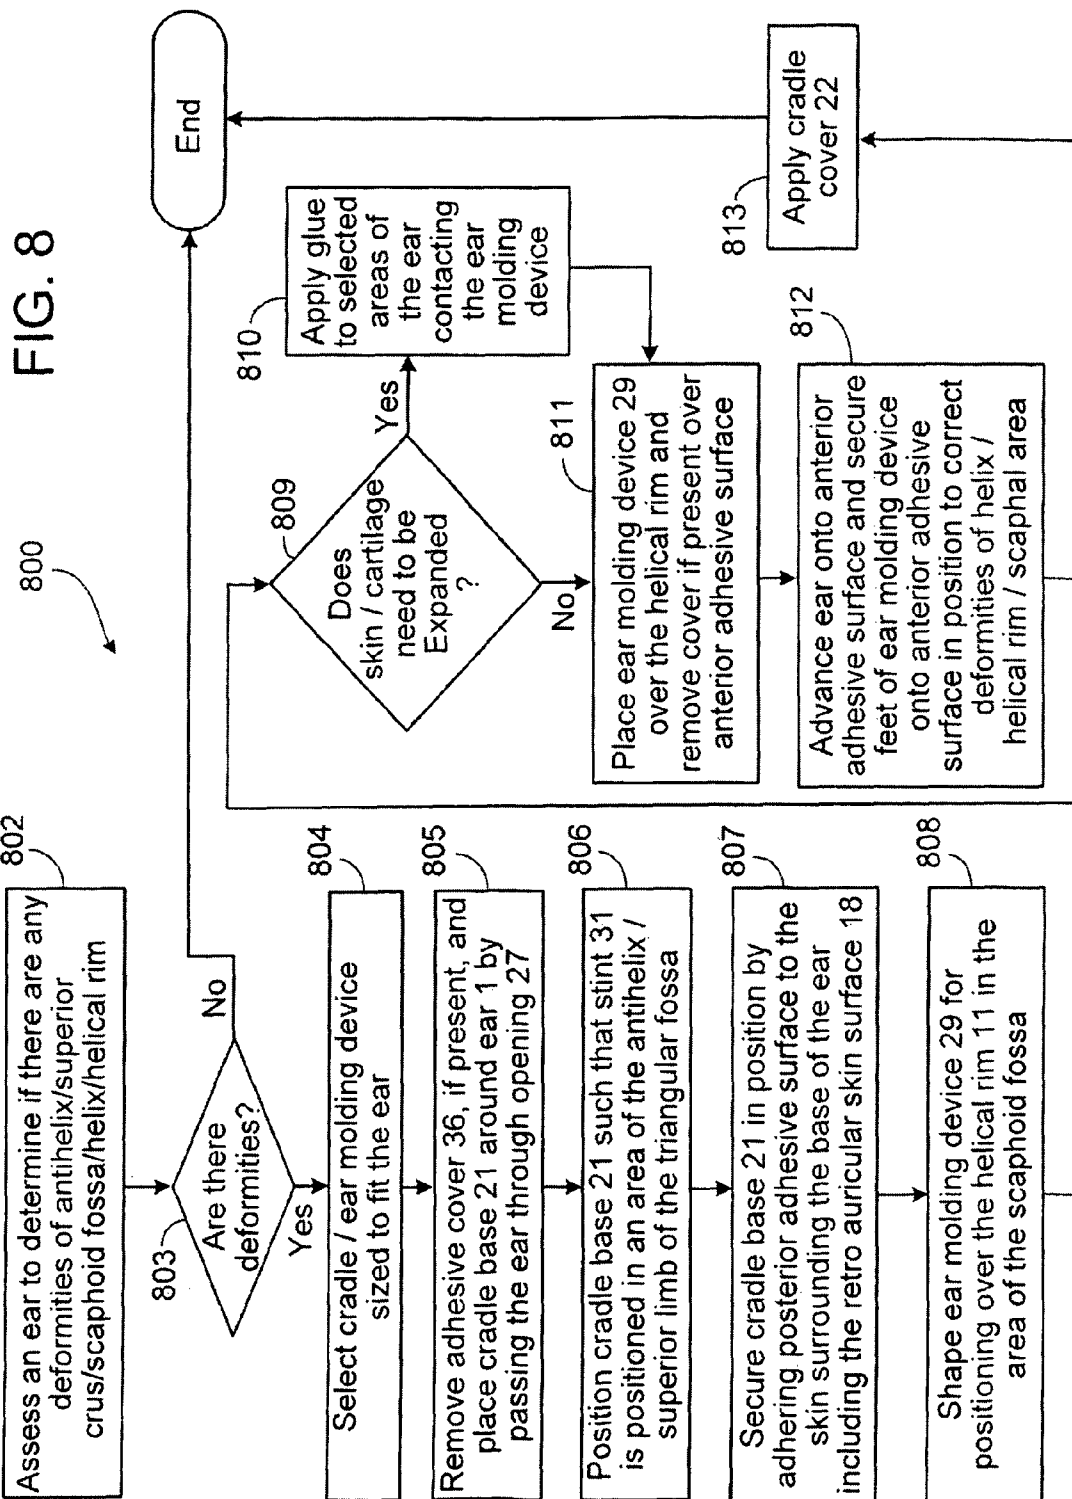 FIG. 8
800
802
Assess an ear to determine if there are any
deformities of antihelix/superior
crus/scaphoid fossa/helix/helical rim
803
Are there
deformities?
No
Yes
804
Select cradle / ear molding device
sized to fit the ear
805
Remove adhesive cover 36, if present, and
place cradle base 21 around ear 1 by
passing the ear through opening 27
806
Position cradle base 21 such that stint 31
is positioned in an area of the antihelix /
superior limb of the triangular fossa
807
Secure cradle base 21 in position by
adhering posterior adhesive surface to the
skin surrounding the base of the ear
including the retro auricular skin surface 18
808
Shape ear molding device 29 for
positioning over the helical rim 11 in the
area of the scaphoid fossa
809
Does
skin / cartilage
need to be
Expanded
?
Yes
No
810
Apply glue
to selected
areas of
the ear
contacting
the ear
molding
device
811
Place ear molding device 29
over the helical rim and
remove cover if present over
anterior adhesive surface
812
Advance ear onto anterior
adhesive surface and secure
feet of ear molding device
onto anterior adhesive
surface in position to correct
deformities of helix /
helical rim / scaphal area
813
Apply cradle
cover 22
End